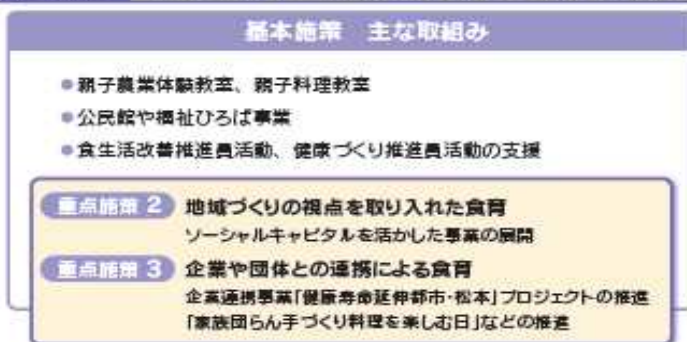 基本施策 主な取組み
●親子農業体験教室、親子料理教室
●公民館や福祉ひろば事業
●食生活改善推進員活動、健康づくり推進員活動の支援
重点施策 2 地域づくりの視点を取り入れた食育
ソーシャルキャピタルを活かした事業の展開
重点施策 3 企業や団体との連携による食育
企業連携事業「健康寿命延伸都市・松本」プロジェクトの推進
「家族団らん手づくり料理を楽しむ日」などの推進